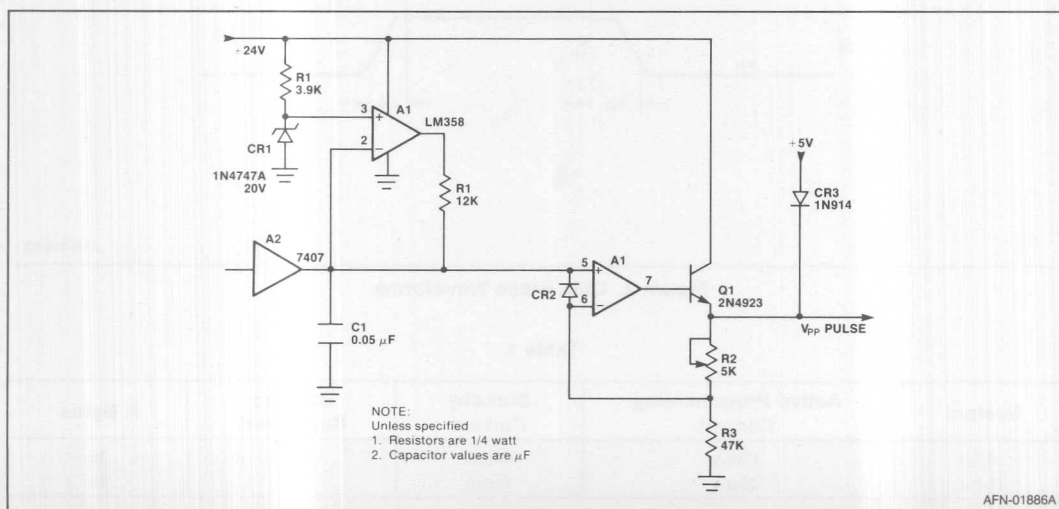 +24V
R1
3.9K
A1
3
+
LM358
2
−
CR1
1N4747A
20V
R1
12K
+5V
CR3
1N914
A2
7407
5
+
A1
7
CR2
6
−
Q1
2N4923
VPP PULSE
C1
0.05 μF
R2
5K
R3
47K
NOTE:
Unless specified
1. Resistors are 1/4 watt
2. Capacitor values are μF
AFN-01886A